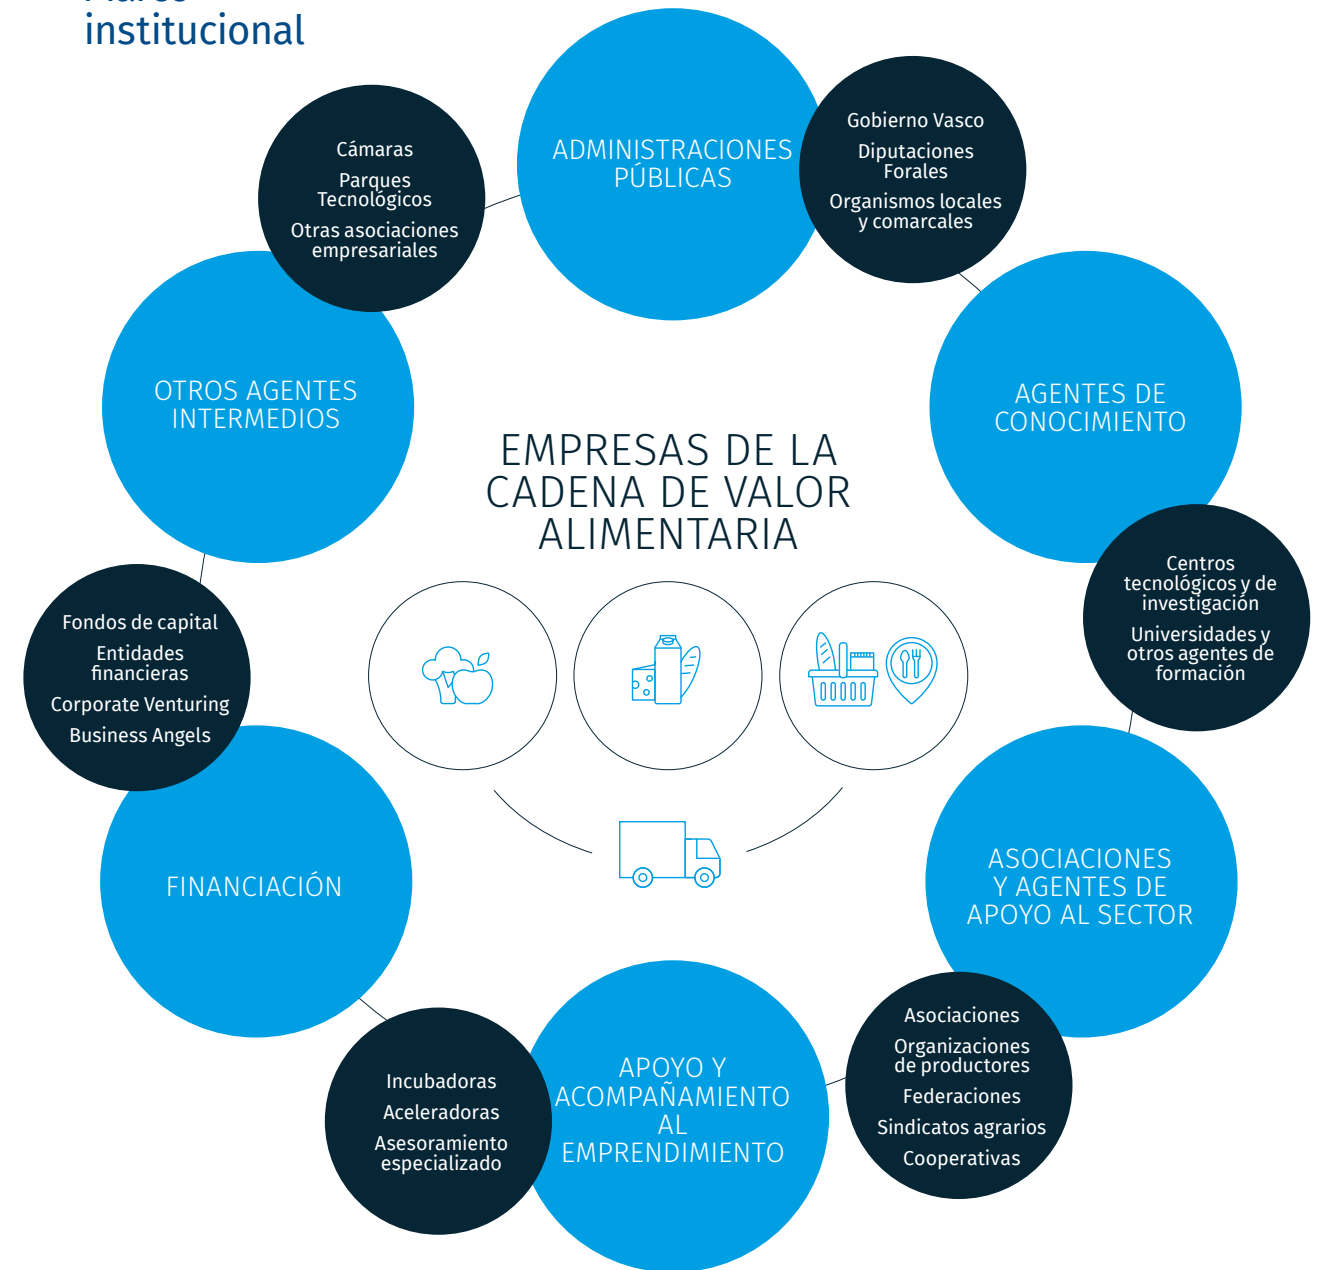 institucional
ADMINISTRACIONES
PÚBLICAS
Gobierno Vasco
Diputaciones
Forales
Organismos locales
y comarcales
AGENTES DE
CONOCIMIENTO
Centros
tecnológicos y de
investigación
Universidades y
otros agentes de
formación
ASOCIACIONES
Y AGENTES DE
APOYO AL SECTOR
Asociaciones
Organizaciones
de productores
Federaciones
Sindicatos agrarios
Cooperativas
APOYO Y
ACOMPAÑAMIENTO
AL
EMPRENDIMIENTO
Incubadoras
Aceleradoras
Asesoramiento
especializado
FINANCIACIÓN
Fondos de capital
Entidades
financieras
Corporate Venturing
Business Angels
OTROS AGENTES
INTERMEDIOS
Cámaras
Parques
Tecnológicos
Otras asociaciones
empresariales
EMPRESAS DE LA
CADENA DE VALOR
ALIMENTARIA